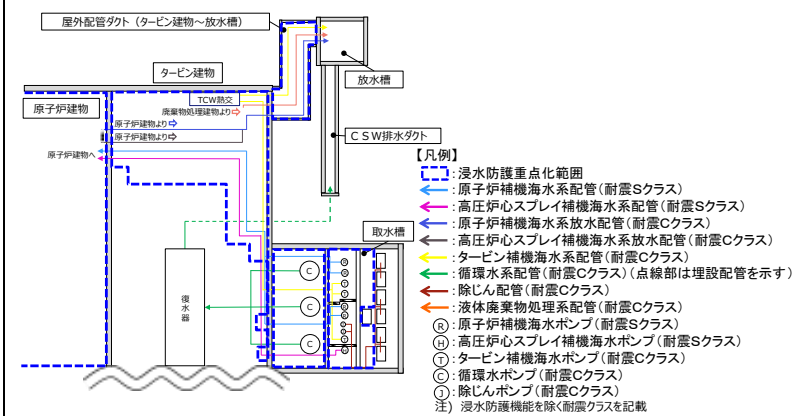 屋外配管ダクト（タービン建物～放水槽）
タービン建物
放水槽
原子炉建物
TCW熱交
廃棄物処理建物より⇨
原子炉建物より⇨
原子炉建物より⇨
原子炉建物へ
ＣＳＷ排水ダクト
取水槽
復水器
C
C
C
R
R
T
T
R
R
T
H
【凡例】
：浸水防護重点化範囲
：原子炉補機海水系配管(耐震Sクラス)
：高圧炉心スプレイ補機海水系配管(耐震Sクラス)
：原子炉補機海水系放水配管(耐震Cクラス)
：高圧炉心スプレイ補機海水系放水配管(耐震Cクラス)
：タービン補機海水系配管(耐震Cクラス)
：循環水系配管(耐震Cクラス)(点線部は埋設配管を示す)
：除じん配管(耐震Cクラス)
：液体廃棄物処理系配管(耐震Cクラス)
Ⓡ：原子炉補機海水ポンプ(耐震Sクラス)
Ⓗ：高圧炉心スプレイ補機海水ポンプ(耐震Sクラス)
Ⓣ：タービン補機海水ポンプ(耐震Cクラス)
Ⓒ：循環水ポンプ(耐震Cクラス)
Ⓙ：除じんポンプ(耐震Cクラス)
注) 浸水防護機能を除く耐震クラスを記載